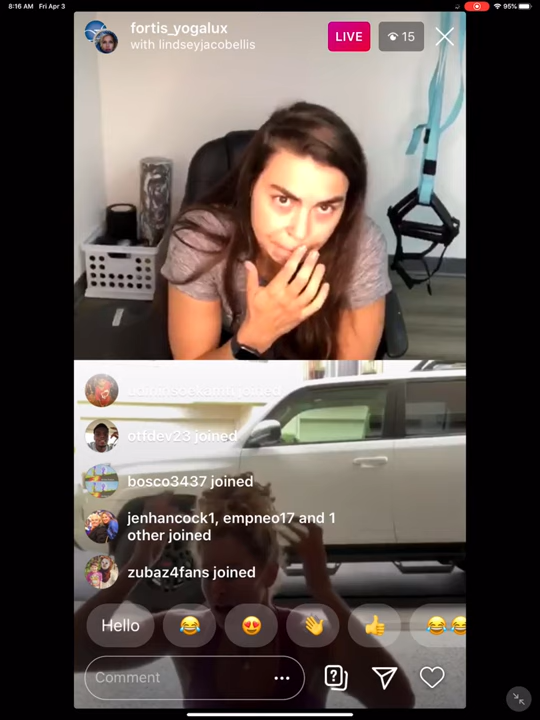 8:16 AM Fri Apr 3
95%
fortis_yogalux
with lindseyjacobellis
LIVE
15
joined
otfdev23 joined
bosco3437 joined
jenhancock1, empneo17 and 1
other joined
zubaz4fans joined
Hello
Comment